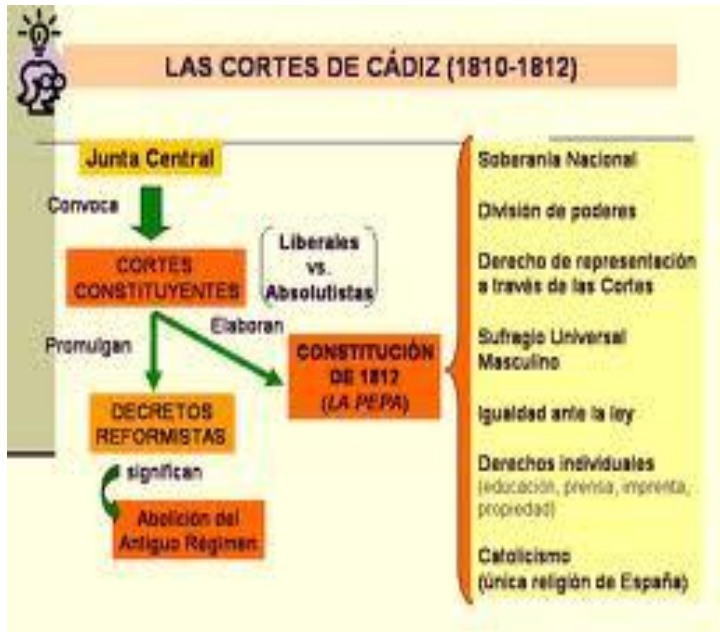 LAS CORTES DE CÁDIZ (1810-1812)
Junta Central
Convoca
CORTES
CONSTITUYENTES
Liberales
vs.
Absolutistas
Promulgan
Elaboran
DECRETOS
REFORMISTAS
CONSTITUCIÓN
DE 1812
(LA PEPA)
significan
Abolición del
Antiguo Régimen
Soberanía Nacional
División de poderes
Derecho de representación
a través de las Cortes
Sufragio Universal
Masculino
Igualdad ante la ley
Derechos individuales
(educación, prensa, imprenta,
propiedad)
Catolicismo
(única religión de España)